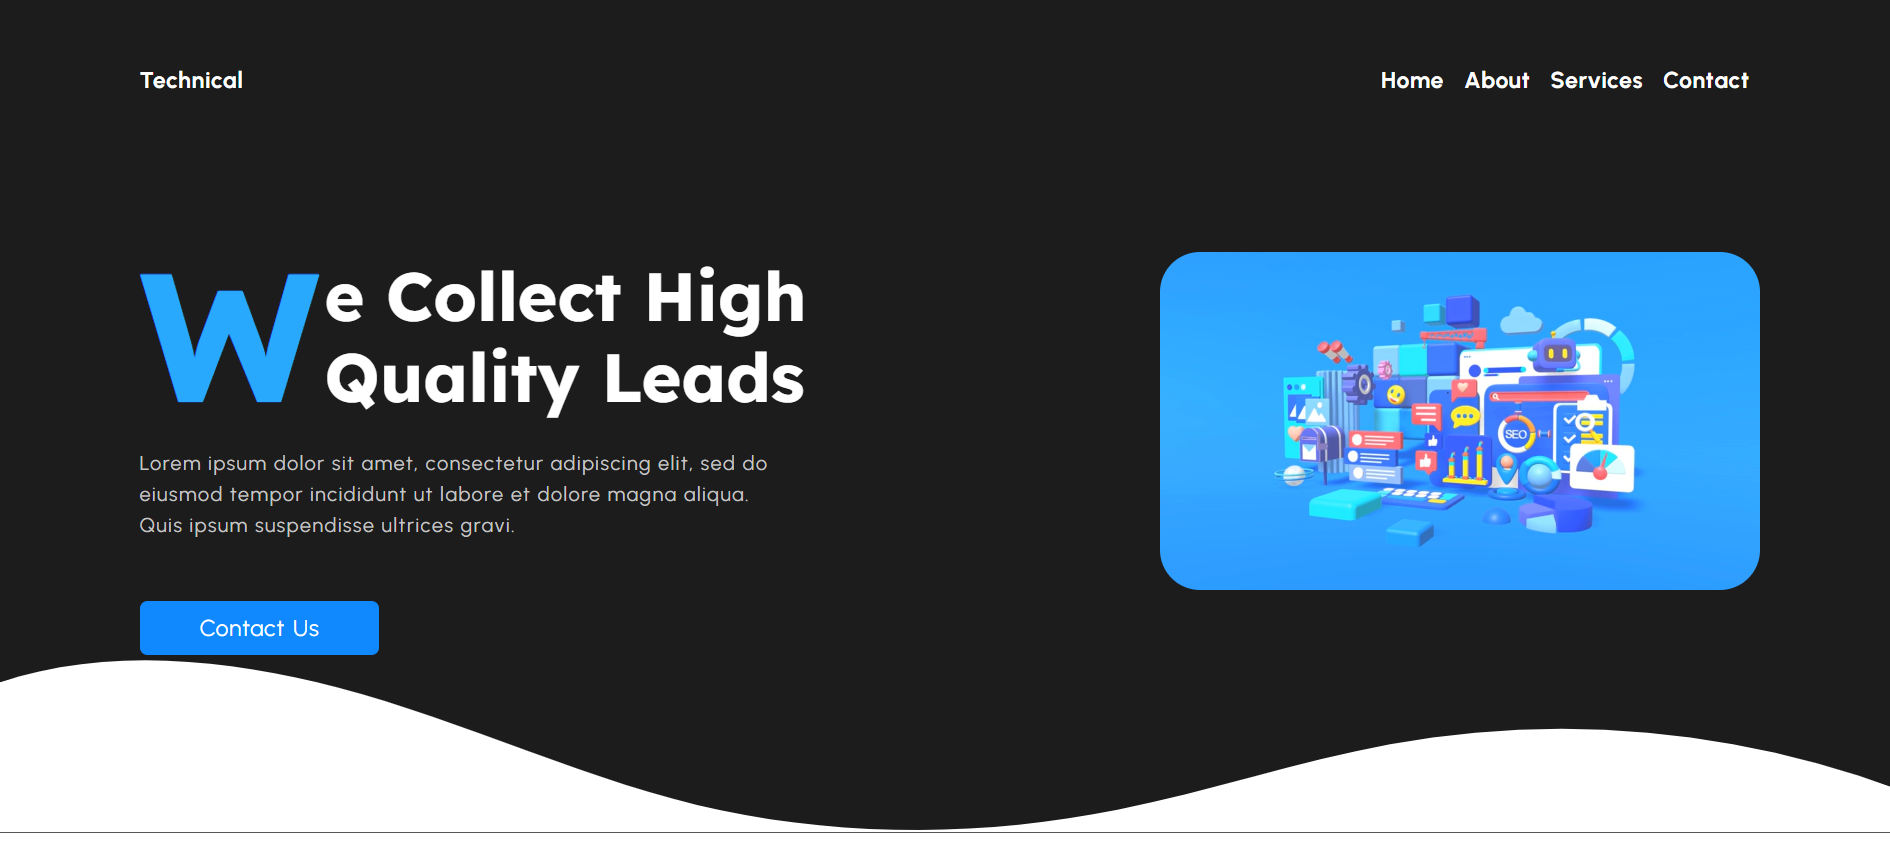 Technical
Home About Services Contact
We Collect High
Quality Leads
Lorem ipsum dolor sit amet, consectetur adipiscing elit, sed do
eiusmod tempor incididunt ut labore et dolore magna aliqua.
Quis ipsum suspendisse ultrices gravi.
SEO
Contact Us